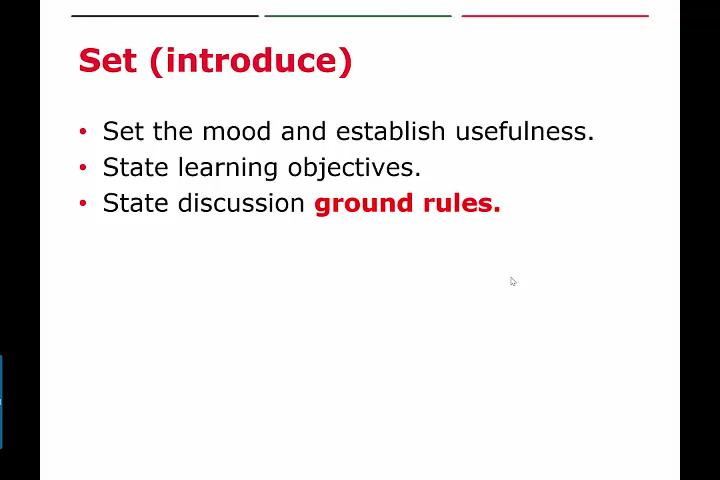 Set (introduce)
• Set the mood and establish usefulness.
• State learning objectives.
• State discussion ground rules.